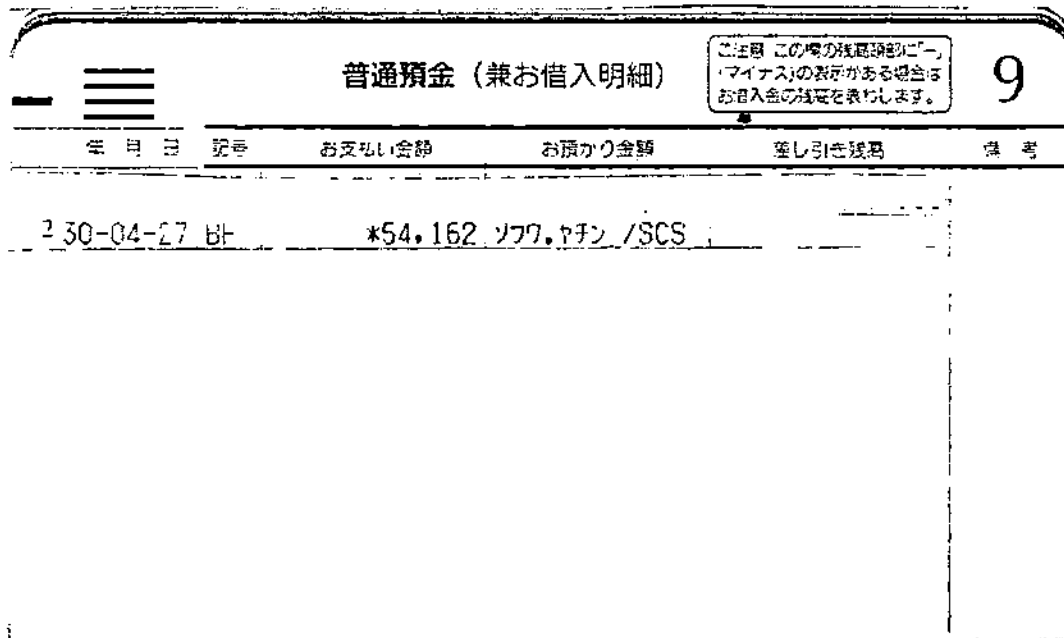 普通預金（兼お借入明細）
ご注意 この欄の残高頭部に「-」
(マイナス)の表示がある場合は
お借入金の残高を表わします。
9
年 月 日 記号 お支払い金額 お預かり金額 差し引き残高 備 考
2 30-04-27 *54,162 ソフワ.ヤチン /SCS